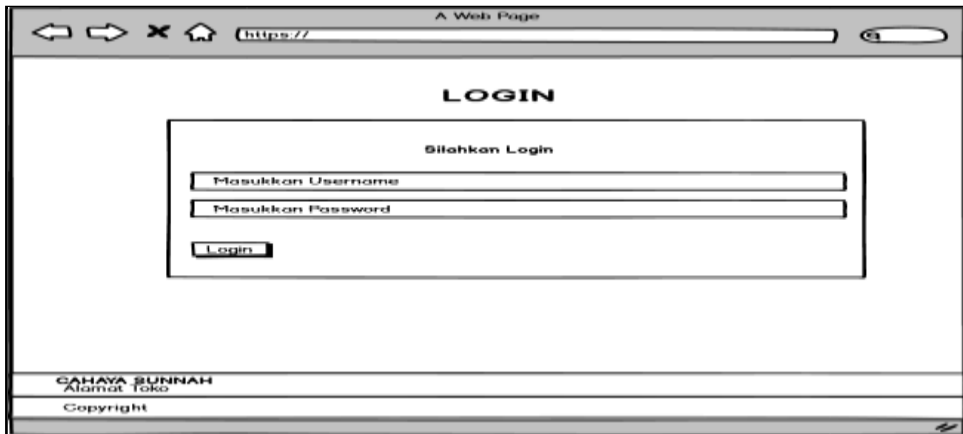 A Web Page
https://
LOGIN
Silahkan Login
Masukkan Username
Masukkan Password
Login
CAHAYA SUNNAH
Alamat Toko
Copyright